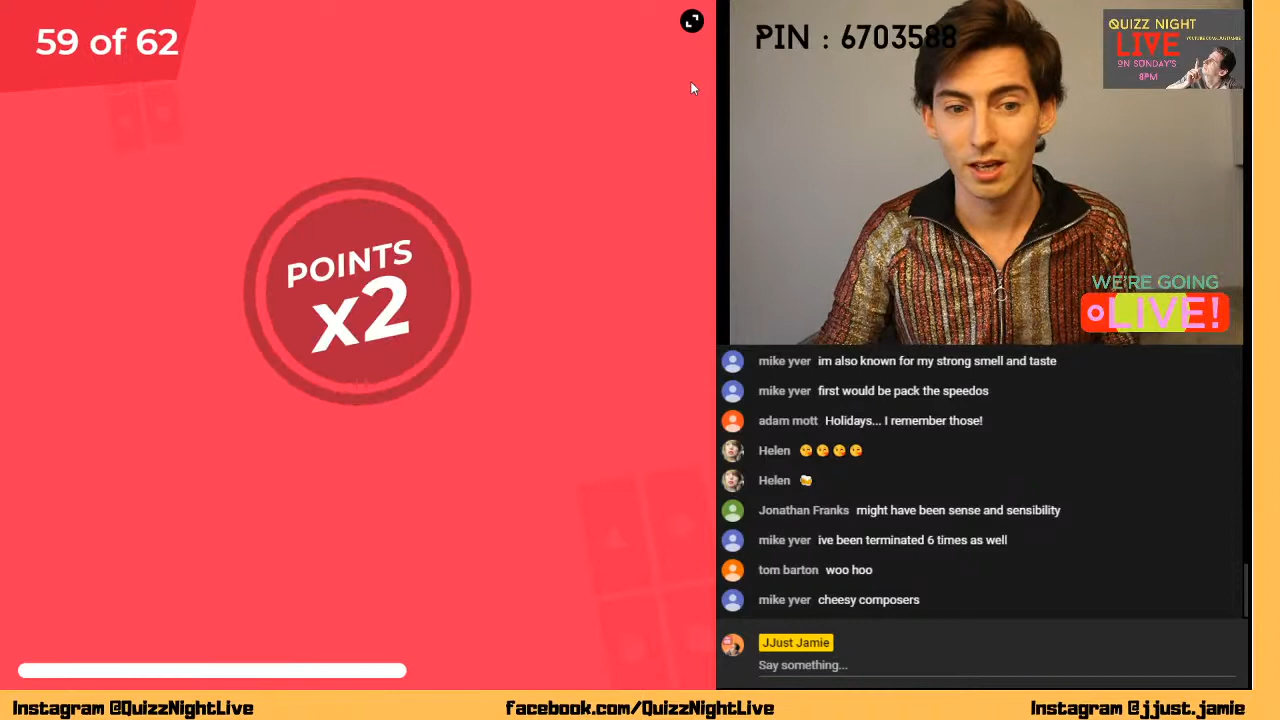 59 of 62
POINTS
x2
PIN : 6703588
QUIZZ NIGHT
LIVE
ON SUNDAY'S
8PM
WE'RE GOING
LIVE!
mike yver im also known for my strong smell and taste
mike yver first would be pack the speedos
adam mott Holidays... I remember those!
Helen 😋 😋 😋 😋
Helen 🍻
Jonathan Franks might have been sense and sensibility
mike yver ive been terminated 6 times as well
tom barton woo hoo
mike yver cheesy composers
JJust Jamie
Say something...
Instagram @QuizzNightLive
facebook.com/QuizzNightLive
Instagram @jjust.jamie